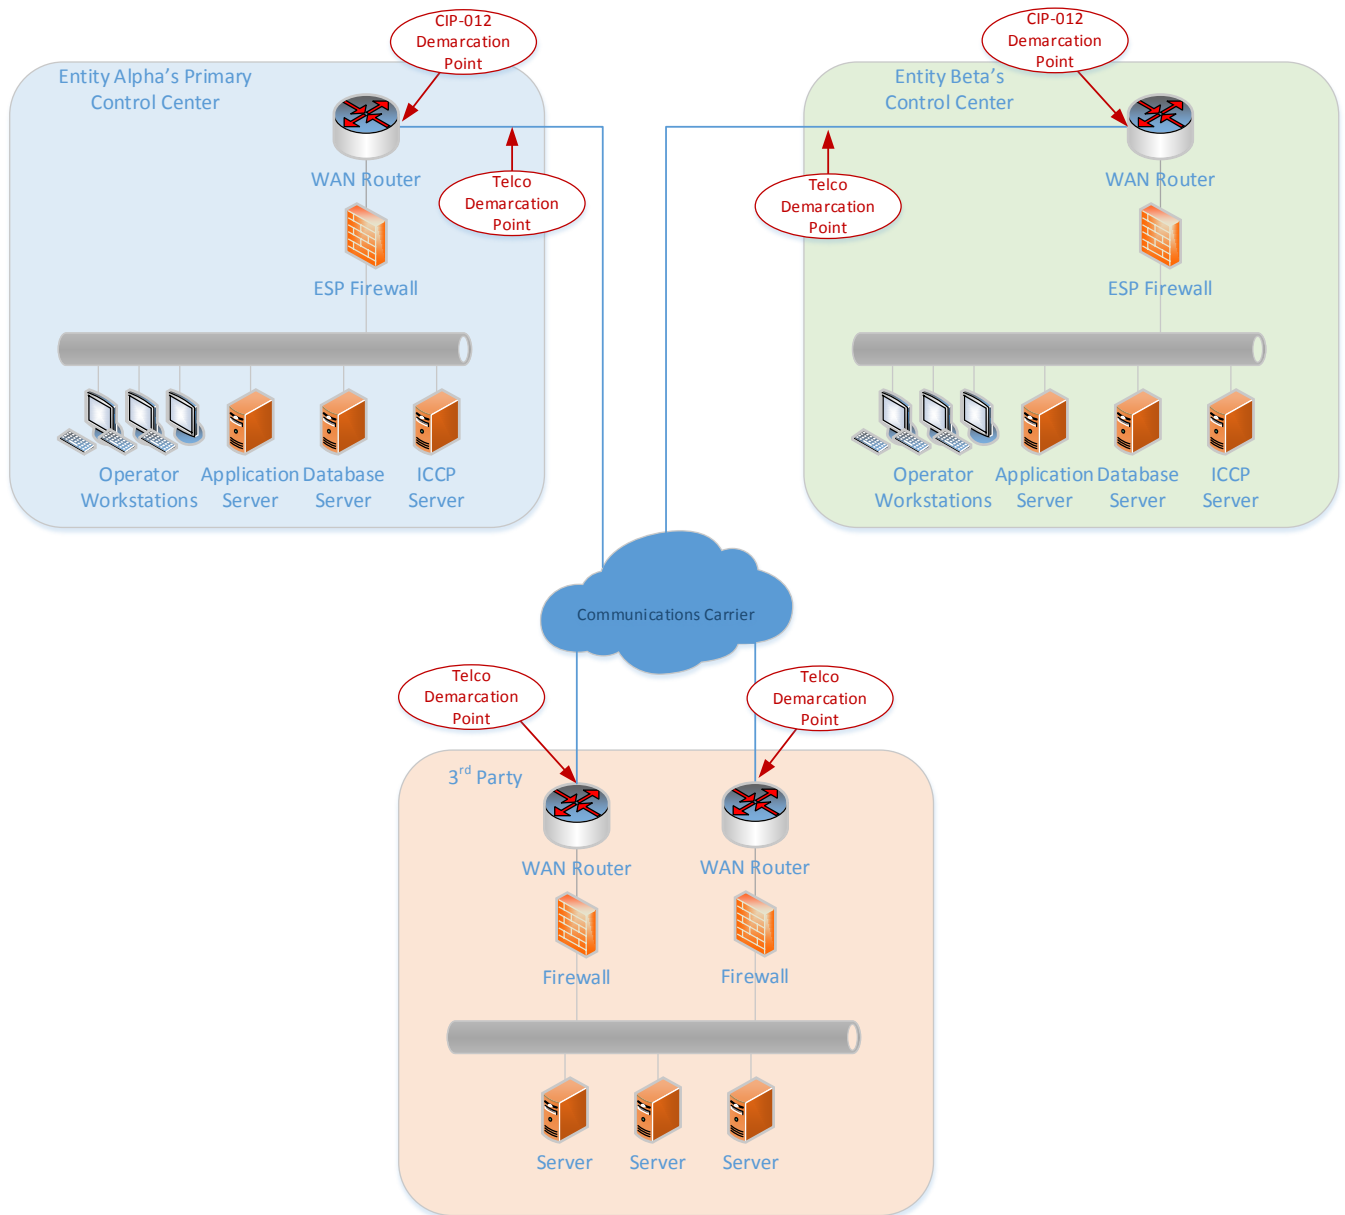 CIP-012
Demarcation
Point
CIP-012
Demarcation
Point
Entity Alpha's Primary
Control Center
Entity Beta's
Control Center
WAN Router
Telco
Demarcation
Point
Telco
Demarcation
Point
WAN Router
ESP Firewall
ESP Firewall
Operator
Workstations
Application
Server
Database
Server
ICCP
Server
Operator
Workstations
Application
Server
Database
Server
ICCP
Server
Communications Carrier
Telco
Demarcation
Point
Telco
Demarcation
Point
3rd Party
WAN Router
WAN Router
Firewall
Firewall
Server
Server
Server